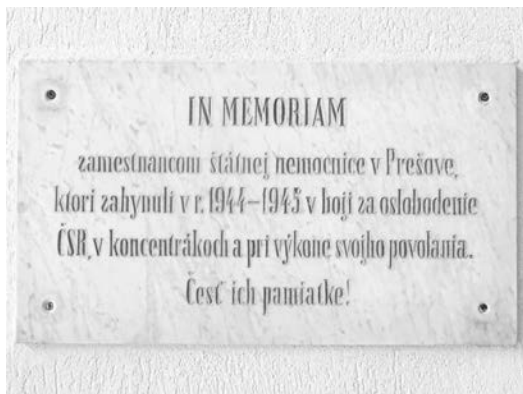 IN MEMORIAM
zamestnancom štátnej nemocnice v Prešove,
ktorí zahynuli v r. 1944–1945 v boji za oslobodenie
ČSR, v koncentrákoch a pri výkone svojho povolania.
Česť ich pamiatke!